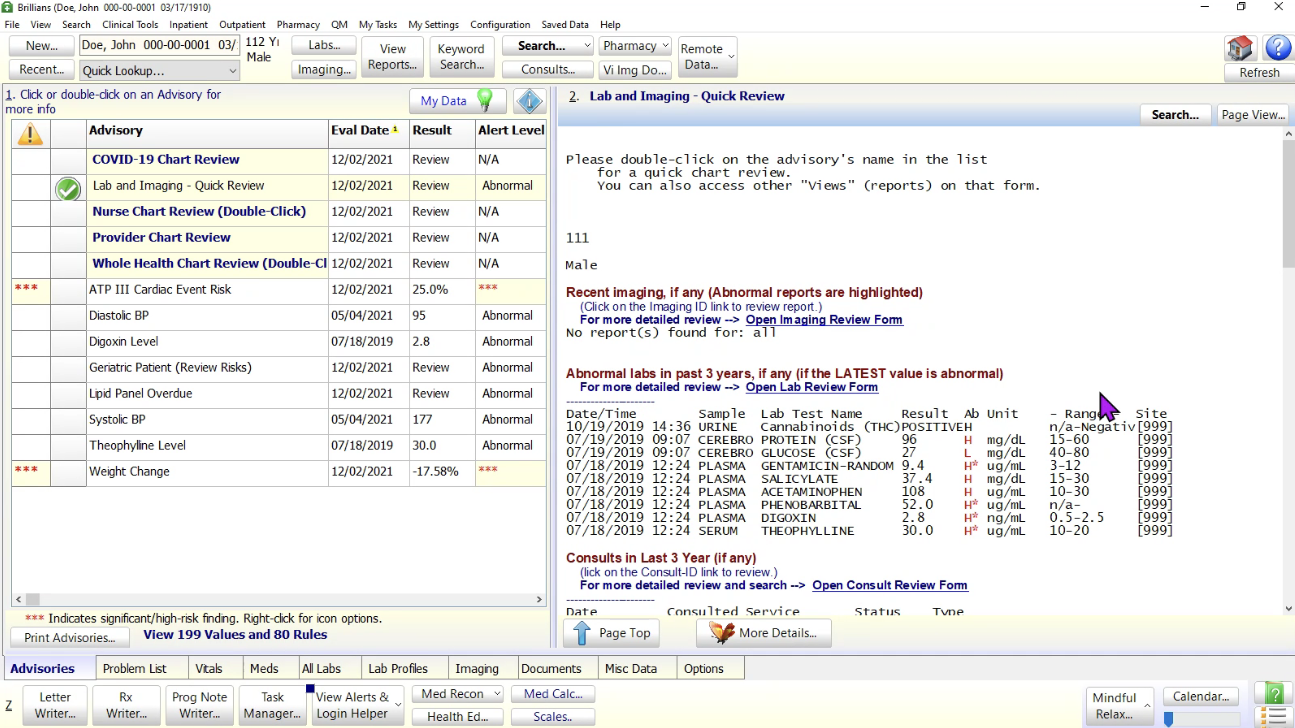 Brillians (Doe, John 000-00-0001 03/17/1910)
File View Search Clinical Tools Inpatient Outpatient Pharmacy QM My Tasks My Settings Configuration Saved Data Help
New... Doe, John 000-00-0001 03/ 112 Yi Male Labs... View Reports... Keyword Search... Search... Pharmacy Remote Data...
Recent... Quick Lookup... Imaging... Consults... Vi Img Do... Refresh
1. Click or double-click on an Advisory for more info My Data
Advisory Eval Date 1 Result Alert Level
COVID-19 Chart Review 12/02/2021 Review N/A
Lab and Imaging - Quick Review 12/02/2021 Review Abnormal
Nurse Chart Review (Double-Click) 12/02/2021 Review N/A
Provider Chart Review 12/02/2021 Review N/A
Whole Health Chart Review (Double-Cl 12/02/2021 Review N/A
*** ATP III Cardiac Event Risk 12/02/2021 25.0% ***
Diastolic BP 05/04/2021 95 Abnormal
Digoxin Level 07/18/2019 2.8 Abnormal
Geriatric Patient (Review Risks) 12/02/2021 Review Abnormal
Lipid Panel Overdue 12/02/2021 Review Abnormal
Systolic BP 05/04/2021 177 Abnormal
Theophylline Level 07/18/2019 30.0 Abnormal
*** Weight Change 12/02/2021 -17.58% ***
*** Indicates significant/high-risk finding. Right-click for icon options.
Print Advisories... View 199 Values and 80 Rules
2. Lab and Imaging - Quick Review
Search... Page View...
Please double-click on the advisory's name in the list
for a quick chart review.
You can also access other "Views" (reports) on that form.
111
Male
Recent imaging, if any (Abnormal reports are highlighted)
(Click on the Imaging ID link to review report.)
For more detailed review --> Open Imaging Review Form
No report(s) found for: all
Abnormal labs in past 3 years, if any (if the LATEST value is abnormal)
For more detailed review --> Open Lab Review Form
----------------------
Date/Time Sample Lab Test Name Result Ab Unit - Range - Site
10/19/2019 14:36 URINE Cannabinoids (THC)POSITIVEH n/a-Negativ[999]
07/19/2019 09:07 CEREBRO PROTEIN (CSF) 96 H mg/dL 15-60 [999]
07/19/2019 09:07 CEREBRO GLUCOSE (CSF) 27 L mg/dL 40-80 [999]
07/18/2019 12:24 PLASMA GENTAMICIN-RANDOM 9.4 H* ug/mL 3-12 [999]
07/18/2019 12:24 PLASMA SALICYLATE 37.4 H mg/dL 15-30 [999]
07/18/2019 12:24 PLASMA ACETAMINOPHEN 108 H ug/mL 10-30 [999]
07/18/2019 12:24 PLASMA PHENOBARBITAL 52.0 H* ug/mL n/a- [999]
07/18/2019 12:24 PLASMA DIGOXIN 2.8 H* ng/mL 0.5-2.5 [999]
07/18/2019 12:24 SERUM THEOPHYLLINE 30.0 H* ug/mL 10-20 [999]
Consults in Last 3 Year (if any)
(lick on the Consult-ID link to review.)
For more detailed review and search --> Open Consult Review Form
----------------------
Date Consulted Service Status Type
Page Top More Details...
Advisories Problem List Vitals Meds All Labs Lab Profiles Imaging Documents Misc Data Options
Z Letter Writer... Rx Writer... Prog Note Writer... Task Manager... View Alerts & Login Helper Med Recon Med Calc... Mindful Relax... Calendar...
Health Ed... Scales..